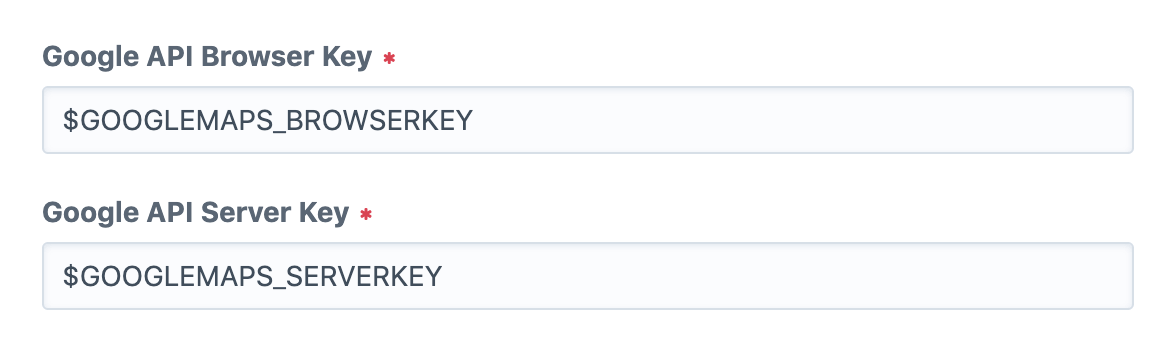 Google API Browser Key *
$GOOGLEMAPS_BROWSERKEY
Google API Server Key *
$GOOGLEMAPS_SERVERKEY